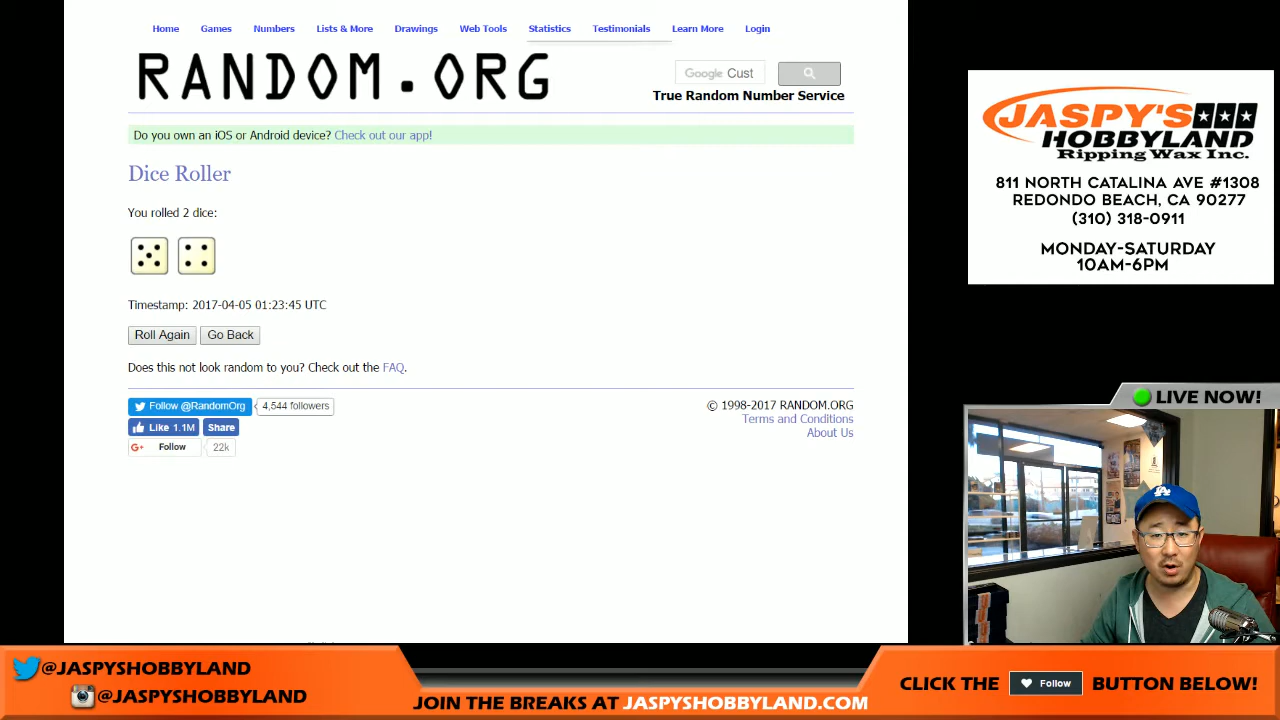 Home Games Numbers Lists & More Drawings Web Tools Statistics Testimonials Learn More Login
RANDOM.ORG
Google Cust
True Random Number Service
Do you own an iOS or Android device? Check out our app!
Dice Roller
You rolled 2 dice:
Timestamp: 2017-04-05 01:23:45 UTC
Roll Again Go Back
Does this not look random to you? Check out the FAQ.
Follow @RandomOrg 4,544 followers
Like 1.1M Share
Follow 22k
© 1998-2017 RANDOM.ORG
Terms and Conditions
About Us
JASPY'S
HOBBYLAND
Ripping Wax Inc.
811 NORTH CATALINA AVE #1308
REDONDO BEACH, CA 90277
(310) 318-0911
MONDAY-SATURDAY
10AM-6PM
LIVE NOW!
LA
@JASPYSHOBBYLAND
@JASPYSHOBBYLAND
JOIN THE BREAKS AT JASPYSHOBBYLAND.COM
CLICK THE Follow BUTTON BELOW!